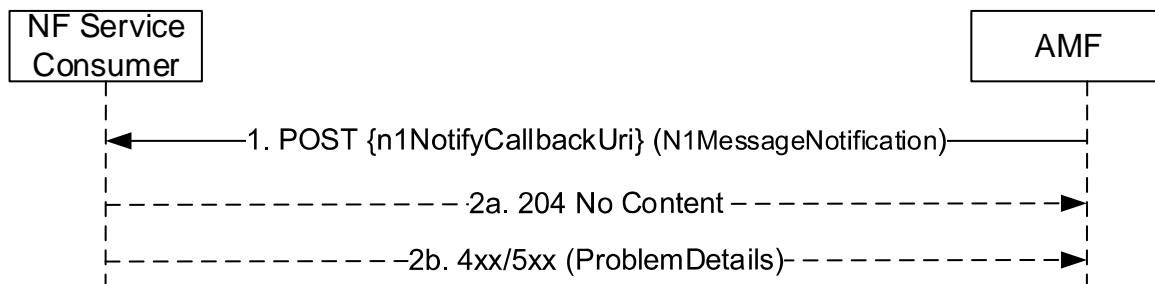 NF Service
Consumer
AMF
1. POST {n1NotifyCallbackUri} (N1MessageNotification)
2a. 204 No Content
2b. 4xx/5xx (ProblemDetails)